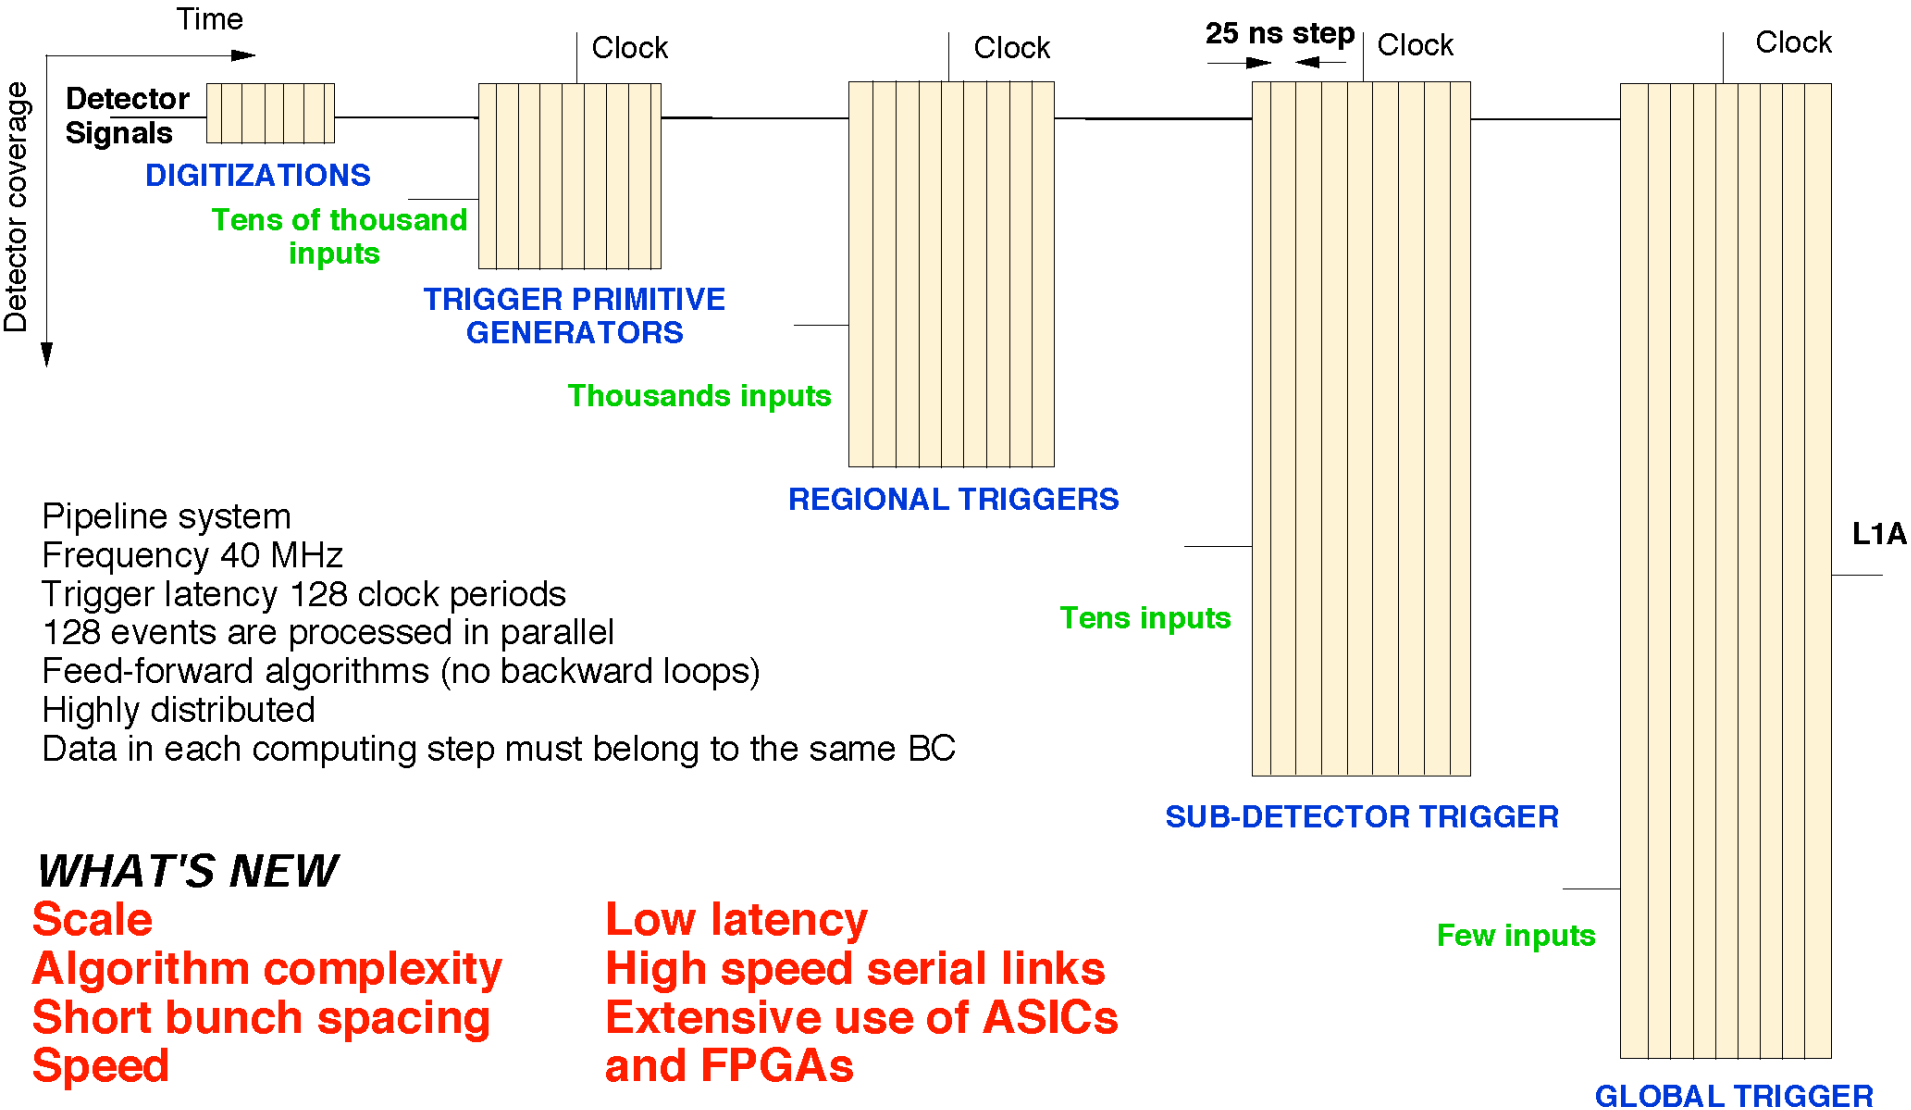 Time
Clock
Clock
25 ns step
Clock
Clock
Detector coverage
Detector
Signals
DIGITIZATIONS
Tens of thousand
inputs
TRIGGER PRIMITIVE
GENERATORS
Thousands inputs
REGIONAL TRIGGERS
Pipeline system
Frequency 40 MHz
Trigger latency 128 clock periods
128 events are processed in parallel
Feed-forward algorithms (no backward loops)
Highly distributed
Data in each computing step must belong to the same BC
L1A
Tens inputs
SUB-DETECTOR TRIGGER
Few inputs
GLOBAL TRIGGER
WHAT'S NEW
Scale
Algorithm complexity
Short bunch spacing
Speed
Low latency
High speed serial links
Extensive use of ASICs
and FPGAs